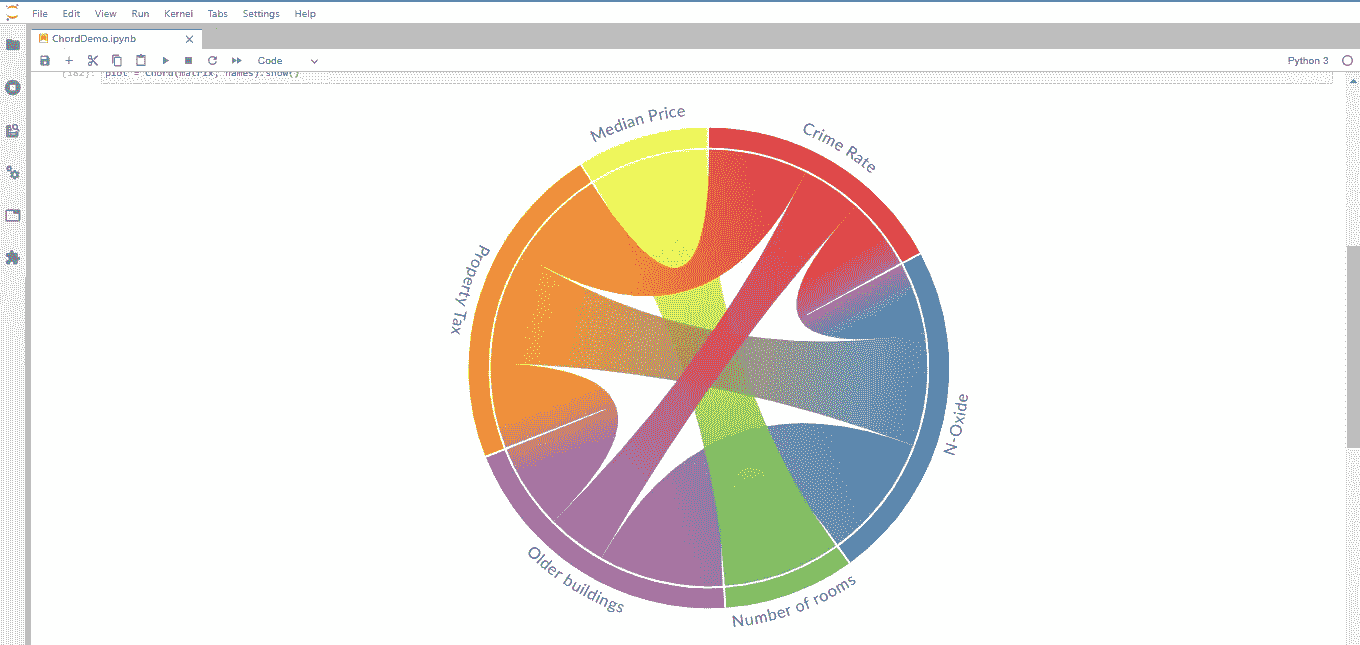 File Edit View Run Kernel Tabs Settings Help
ChordDemo.ipynb
Code
Python 3
[382]: plot = Chord(matrix, names).show()
Median Price
Crime Rate
Property Tax
N-Oxide
Older buildings
Number of rooms